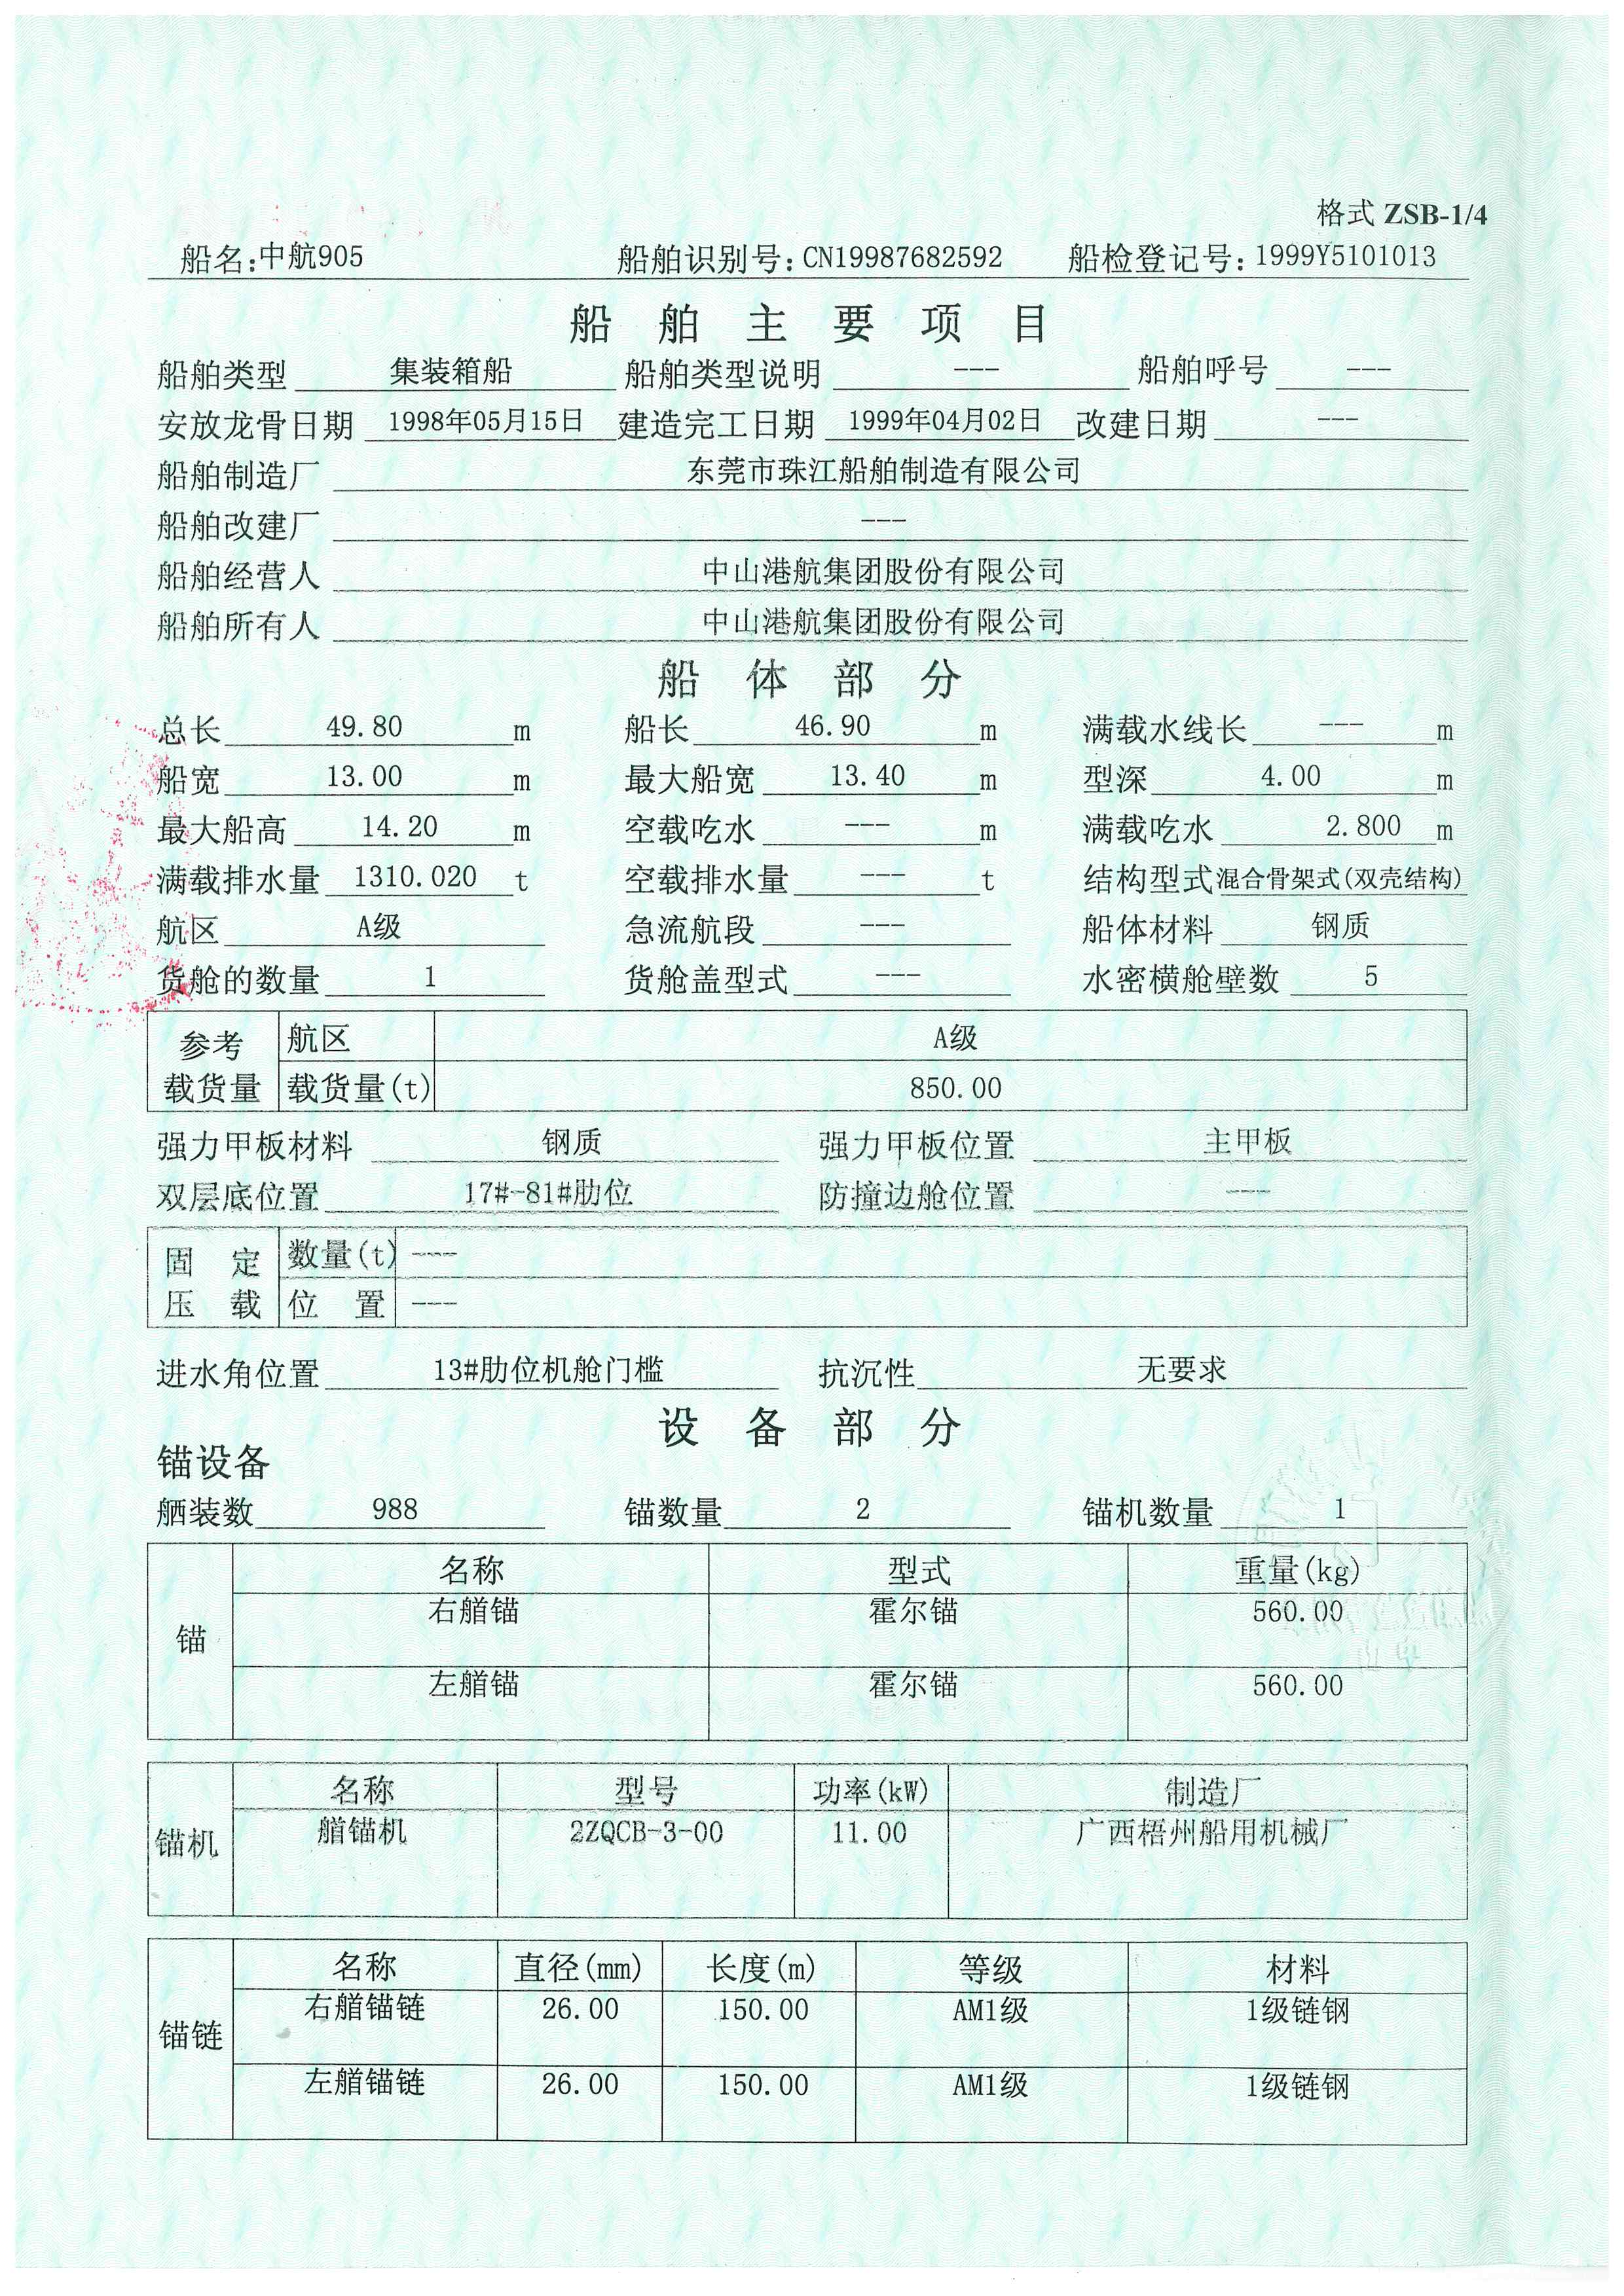 格式 ZSB-1/4
船名:中航905 船舶识别号:CN19987682592 船检登记号:1999Y5101013
船 舶 主 要 项 目
船舶类型 集装箱船 船舶类型说明 --- 船舶呼号 ---
安放龙骨日期 1998年05月15日 建造完工日期 1999年04月02日 改建日期 ---
船舶制造厂 东莞市珠江船舶制造有限公司
船舶改建厂 ---
船舶经营人 中山港航集团股份有限公司
船舶所有人 中山港航集团股份有限公司
船 体 部 分
总长 49.80 m 船长 46.90 m 满载水线长 --- m
船宽 13.00 m 最大船宽 13.40 m 型深 4.00 m
最大船高 14.20 m 空载吃水 --- m 满载吃水 2.800 m
满载排水量 1310.020 t 空载排水量 --- t 结构型式 混合骨架式(双壳结构)
航区 A级 急流航段 --- 船体材料 钢质
货舱的数量 1 货舱盖型式 --- 水密横舱壁数 5
参考 航区 A级
载货量 载货量(t) 850.00
强力甲板材料 钢质 强力甲板位置 主甲板
双层底位置 17#-81#肋位 防撞边舱位置 ---
固 定 数量(t) ---
压 载 位 置 ---
进水角位置 13#肋位机舱门槛 抗沉性 无要求
设 备 部 分
锚设备
舾装数 988 锚数量 2 锚机数量 1
名称 型式 重量(kg)
右艏锚 霍尔锚 560.00
锚
左艏锚 霍尔锚 560.00
名称 型号 功率(kW) 制造厂
锚机 艏锚机 2ZQCB-3-00 11.00 广西梧州船用机械厂
名称 直径(mm) 长度(m) 等级 材料
右艏锚链 26.00 150.00 AM1级 1级链钢
锚链
左艏锚链 26.00 150.00 AM1级 1级链钢